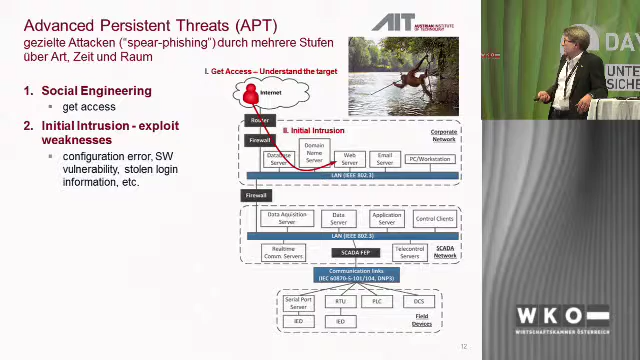 Advanced Persistent Threats (APT)
gezielte Attacken ("spear-phishing") durch mehrere Stufen
über Art, Zeit und Raum
AIT
AUSTRIAN INSTITUTE
OF TECHNOLOGY
1. Social Engineering
▪ get access
2. Initial Intrusion - exploit
weaknesses
▪ configuration error, SW
vulnerability, stolen login
information, etc.
I. Get Access – Understand the target
Internet
Router
II. Initial Intrusion
Corporate
Network
Firewall
Database
Server
Domain
Name
Server
Web
Server
Email
Server
PC/Workstation
LAN (IEEE 802.3)
Firewall
Data Aquisition
Server
Data
Server
Application
Server
Control Clients
LAN (IEEE 802.3)
Realtime
Comm. Servers
SCADA FEP
Telecontrol
Servers
SCADA
Network
Communication links
(IEC 60870-5-101/104, DNP3)
Serial Port
Server
RTU
PLC
DCS
IED
IED
Field
Devices
12
WKO
WIRTSCHAFTSKAMMER ÖSTERREICH